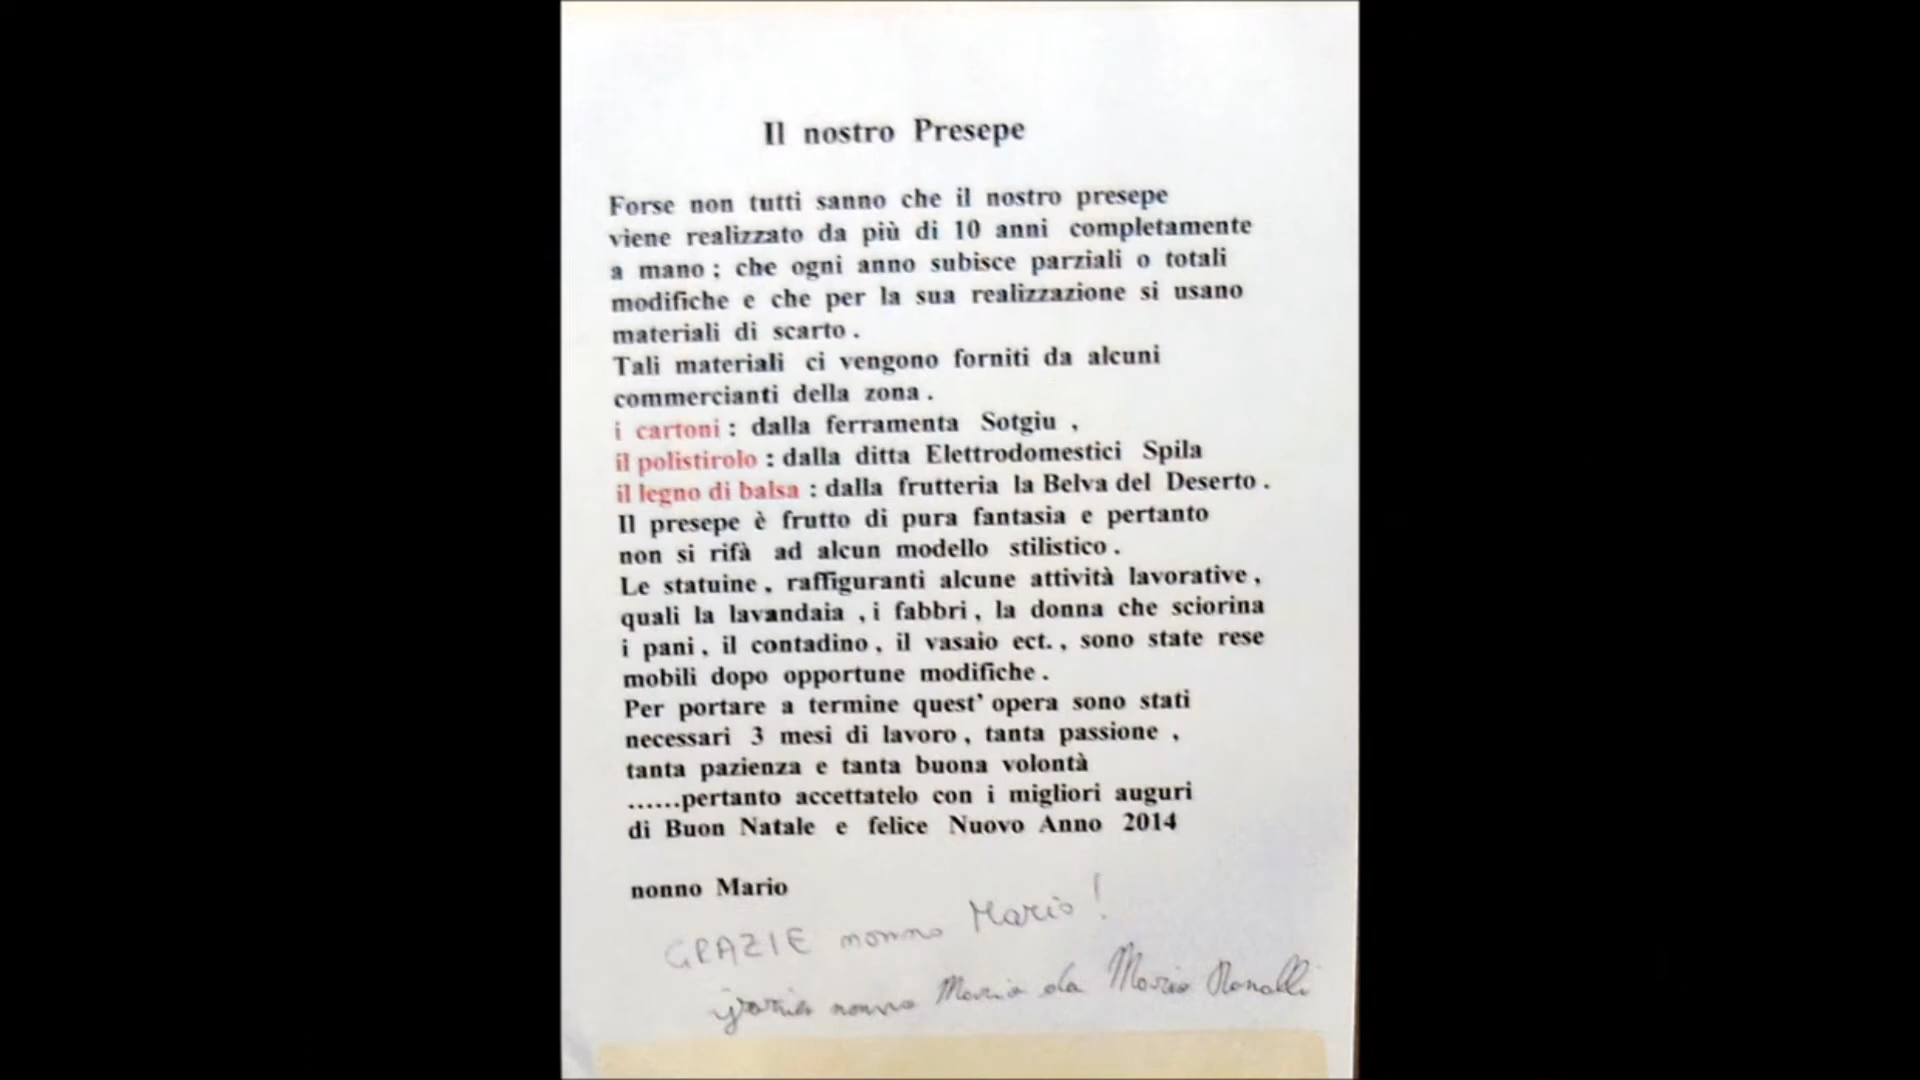 Il nostro Presepe
Forse non tutti sanno che il nostro presepe
viene realizzato da più di 10 anni completamente
a mano ; che ogni anno subisce parziali o totali
modifiche e che per la sua realizzazione si usano
materiali di scarto .
Tali materiali ci vengono forniti da alcuni
commercianti della zona .
i cartoni : dalla ferramenta Sotgiu ,
il polistirolo : dalla ditta Elettrodomestici Spila
il legno di balsa : dalla frutteria la Belva del Deserto .
Il presepe è frutto di pura fantasia e pertanto
non si rifà ad alcun modello stilistico .
Le statuine , raffiguranti alcune attività lavorative ,
quali la lavandaia , i fabbri , la donna che sciorina
i pani , il contadino , il vasaio ect. , sono state rese
mobili dopo opportune modifiche .
Per portare a termine quest' opera sono stati
necessari 3 mesi di lavoro , tanta passione ,
tanta pazienza e tanta buona volontà
......pertanto accettatelo con i migliori auguri
di Buon Natale e felice Nuovo Anno 2014
nonno Mario
GRAZIE nonno Mario !
grazie nonno Mario da Mario